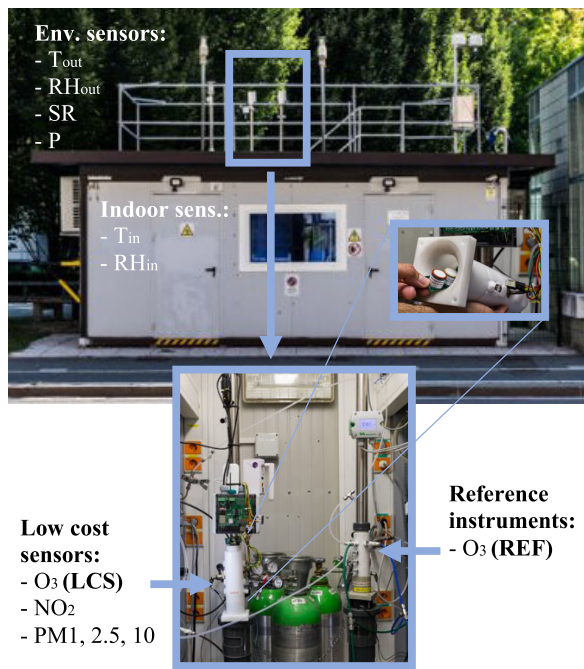 Env. sensors:
- Tout
- RHout
- SR
- P
Indoor sens.:
- Tin
- RHin
Low cost
sensors:
- O3 (LCS)
- NO2
- PM1, 2.5, 10
Reference
instruments:
- O3 (REF)